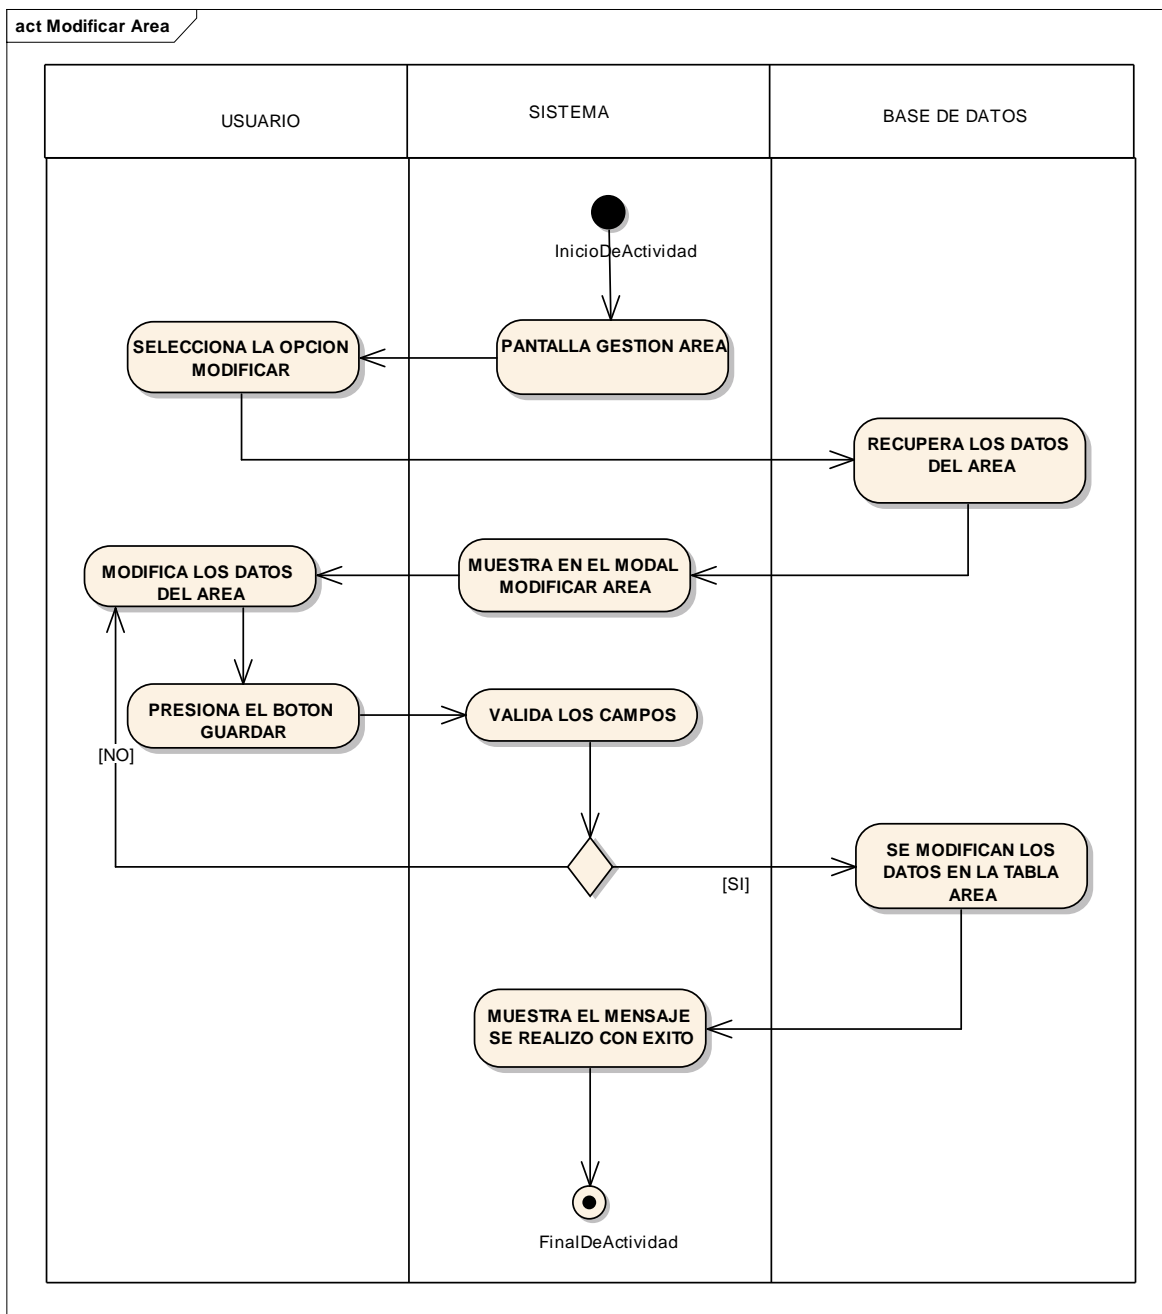 act Modificar Area
USUARIO
SISTEMA
BASE DE DATOS
InicioDeActividad
SELECCIONA LA OPCION
MODIFICAR
PANTALLA GESTION AREA
RECUPERA LOS DATOS
DEL AREA
MODIFICA LOS DATOS
DEL AREA
MUESTRA EN EL MODAL
MODIFICAR AREA
PRESIONA EL BOTON
GUARDAR
VALIDA LOS CAMPOS
[NO]
[SI]
SE MODIFICAN LOS
DATOS EN LA TABLA
AREA
MUESTRA EL MENSAJE
SE REALIZO CON EXITO
FinalDeActividad